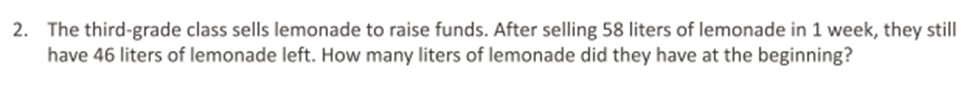 2. The third-grade class sells lemonade to raise funds. After selling 58 liters of lemonade in 1 week, they still
have 46 liters of lemonade left. How many liters of lemonade did they have at the beginning?